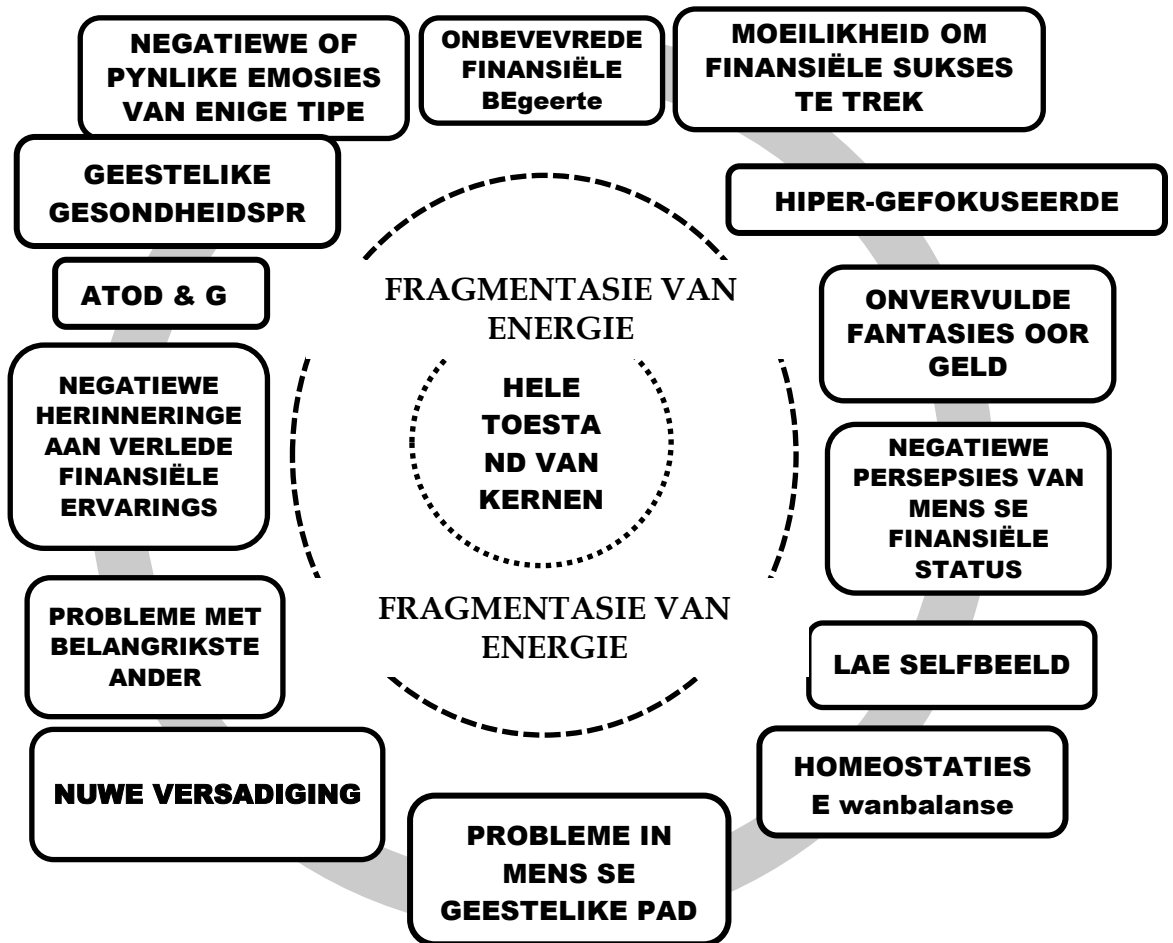 NEGATIEWE OF
PYNLIKE EMOSIES
VAN ENIGE TIPE
ONBEVEVREDE
FINANSIËLE
BEgeerte
MOEILIKHEID OM
FINANSIËLE SUKSES
TE TREK
GEESTELIKE
GESONDHEIDSPR
HIPER-GEFOKUSEERDE
ATOD & G
FRAGMENTASIE VAN
ENERGIE
ONVERVULDE
FANTASIES OOR
GELD
NEGATIEWE
HERINNERINGE
AAN VERLEDE
FINANSIËLE
ERVARINGS
HELE
TOESTA
ND VAN
KERNEN
NEGATIEWE
PERSEPSIES VAN
MENS SE
FINANSIËLE
STATUS
PROBLEME MET
BELANGRIKSTE
ANDER
FRAGMENTASIE VAN
ENERGIE
LAE SELFBEELD
NUWE VERSADIGING
HOMEOSTATIES
E wanbalanse
PROBLEME IN
MENS SE
GEESTELIKE PAD